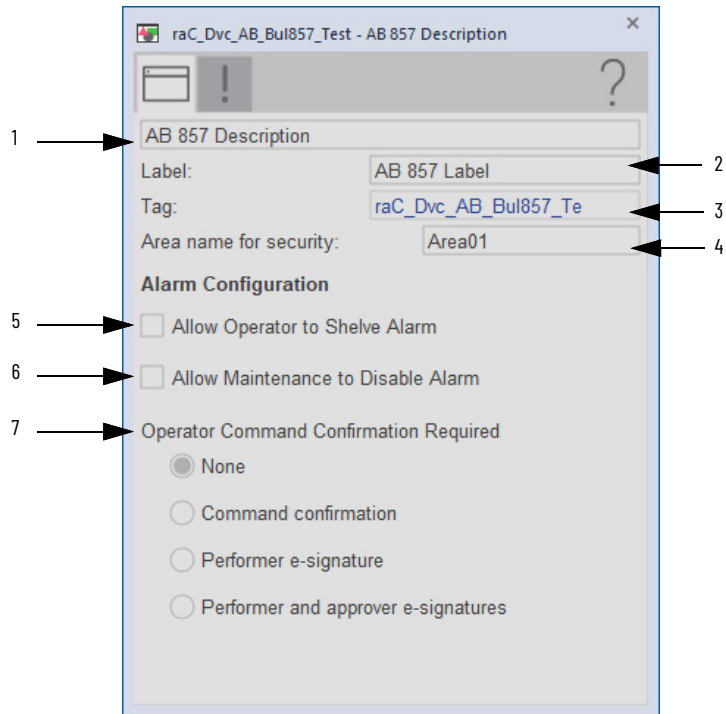 raC_Dvc_AB_Bul857_Test - AB 857 Description
×
!
?
1
AB 857 Description
Label: AB 857 Label
2
Tag: raC_Dvc_AB_Bul857_Te
3
Area name for security: Area01
4
Alarm Configuration
5
Allow Operator to Shelve Alarm
6
Allow Maintenance to Disable Alarm
7
Operator Command Confirmation Required
None
Command confirmation
Performer e-signature
Performer and approver e-signatures